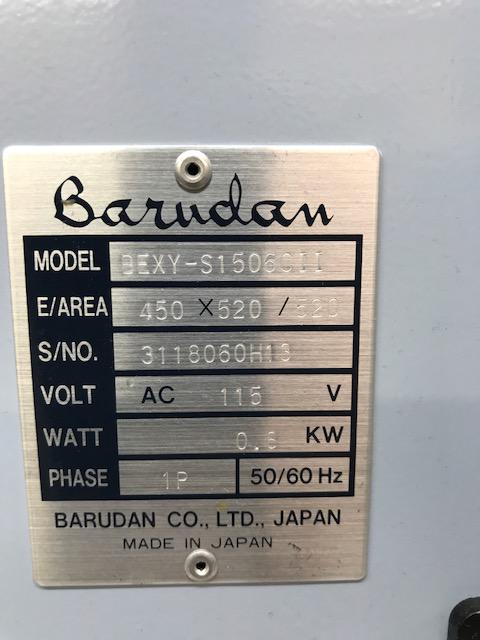 Barudan
MODEL BEXY-S1506CII
E/AREA 450 X 520 / 520
S/NO. 3118060H13
VOLT AC 115 V
WATT 0.6 KW
PHASE 1P 50/60 Hz
BARUDAN CO., LTD., JAPAN
MADE IN JAPAN